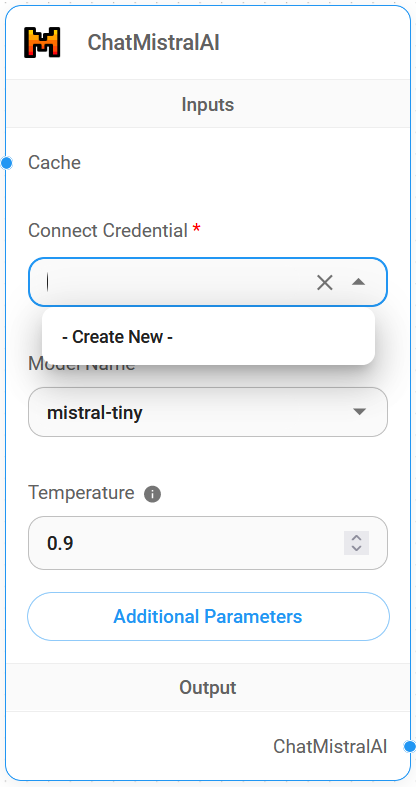 ChatMistralAI
Inputs
Cache
Connect Credential *
- Create New -
Model Name
mistral-tiny
Temperature
0.9
Additional Parameters
Output
ChatMistralAI